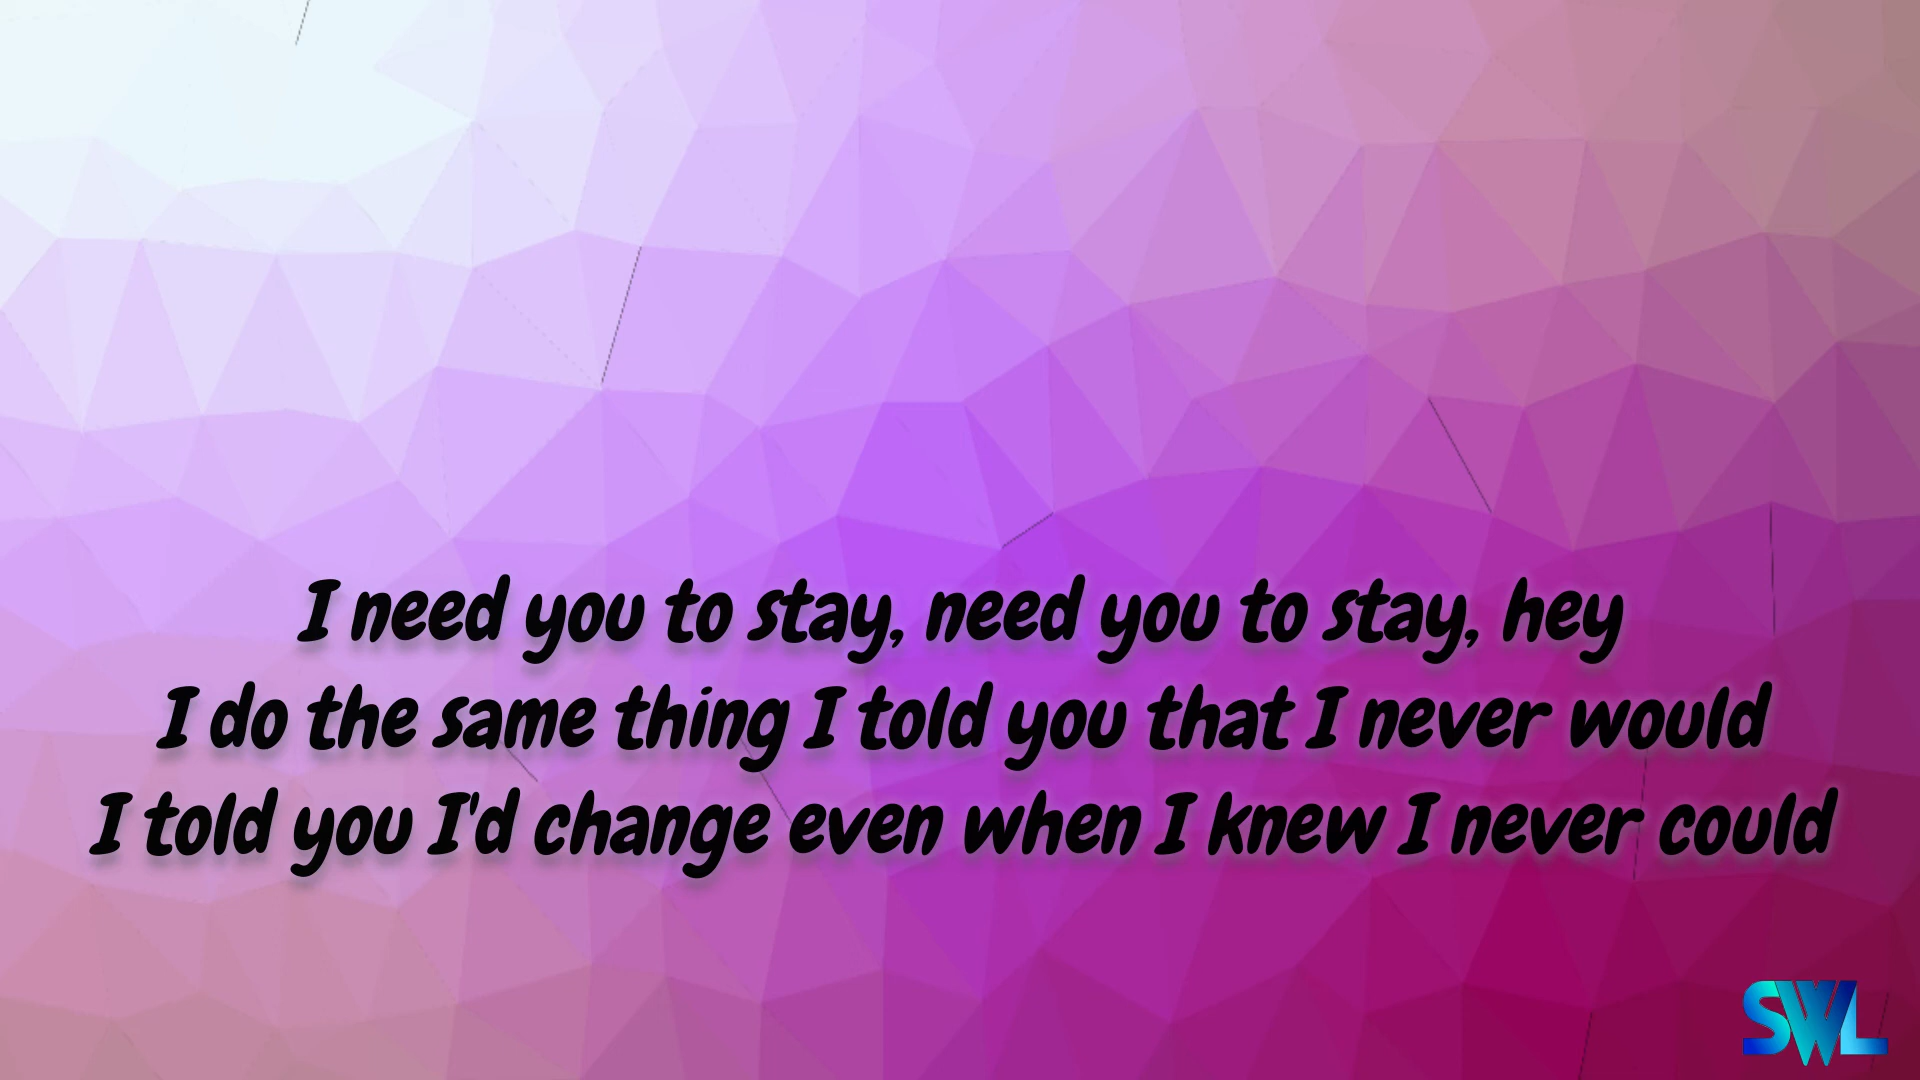 I need you to stay, need you to stay, hey
I do the same thing I told you that I never would
I told you I'd change even when I knew I never could
SWL